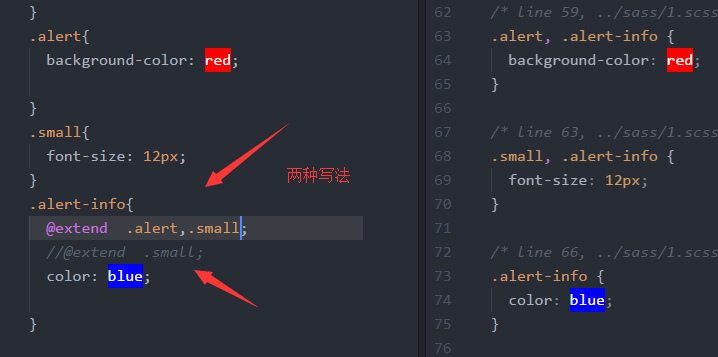 }
.alert{
background-color: red;
}
.small{
font-size: 12px;
}
两种写法
.alert-info{
@extend  .alert,.small;
//@extend  .small;
color: blue;
}
62 /* line 59, ../sass/1.scss
63 .alert, .alert-info {
64 background-color: red;
65 }
66
67 /* line 63, ../sass/1.scss
68 .small, .alert-info {
69 font-size: 12px;
70 }
71
72 /* line 66, ../sass/1.scss
73 .alert-info {
74 color: blue;
75 }
76